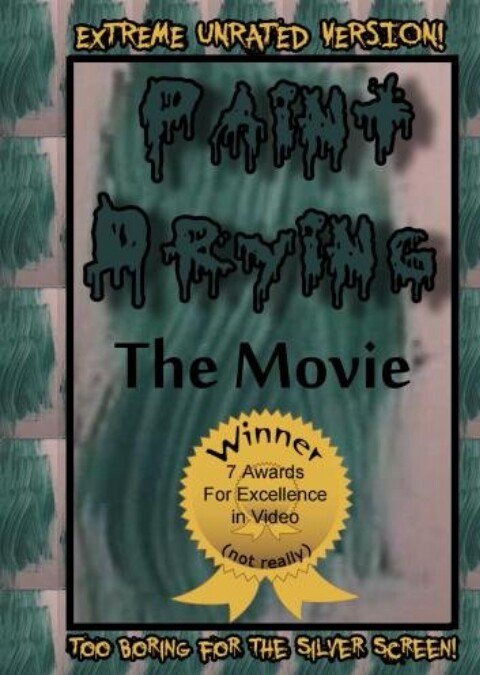 EXTREME UNRATED VERSION!
PAINT
DRYING
The Movie
Winner
7 Awards
For Excellence
in Video
(not really)
TOO BORING FOR THE SILVER SCREEN!